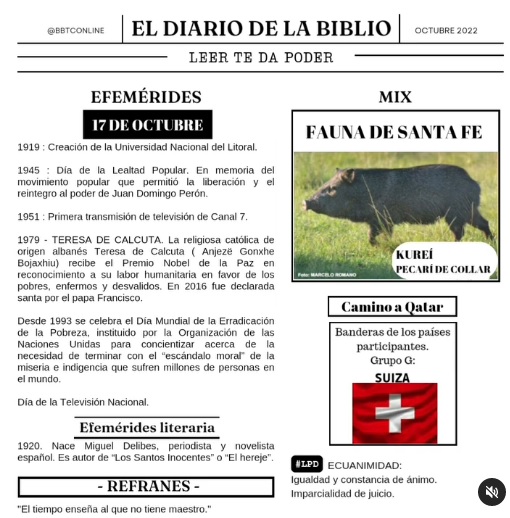 @BBTCONLINE
EL DIARIO DE LA BIBLIO
OCTUBRE 2022
LEER TE DA PODER
EFEMÉRIDES
17 DE OCTUBRE
1919 : Creación de la Universidad Nacional del Litoral.
1945 : Día de la Lealtad Popular. En memoria del
movimiento popular que permitió la liberación y el
reintegro al poder de Juan Domingo Perón.
1951 : Primera transmisión de televisión de Canal 7.
1979 - TERESA DE CALCUTA. La religiosa católica de
origen albanés Teresa de Calcuta ( Anjezë Gonxhe
Bojaxhiu) recibe el Premio Nobel de la Paz en
reconocimiento a su labor humanitaria en favor de los
pobres, enfermos y desvalidos. En 2016 fue declarada
santa por el papa Francisco.
Desde 1993 se celebra el Día Mundial de la Erradicación
de la Pobreza, instituido por la Organización de las
Naciones Unidas para concientizar acerca de la
necesidad de terminar con el “escándalo moral” de la
miseria e indigencia que sufren millones de personas en
el mundo.
Día de la Televisión Nacional.
Efemérides literaria
1920. Nace Miguel Delibes, periodista y novelista
español. Es autor de “Los Santos Inocentes” o “El hereje”.
- REFRANES -
"El tiempo enseña al que no tiene maestro."
MIX
FAUNA DE SANTA FE
KUREÍ
PECARÍ DE COLLAR
Foto: MARCELO ROMANO
Camino a Qatar
Banderas de los países
participantes.
Grupo G:
SUIZA
#LPD ECUANIMIDAD:
Igualdad y constancia de ánimo.
Imparcialidad de juicio.